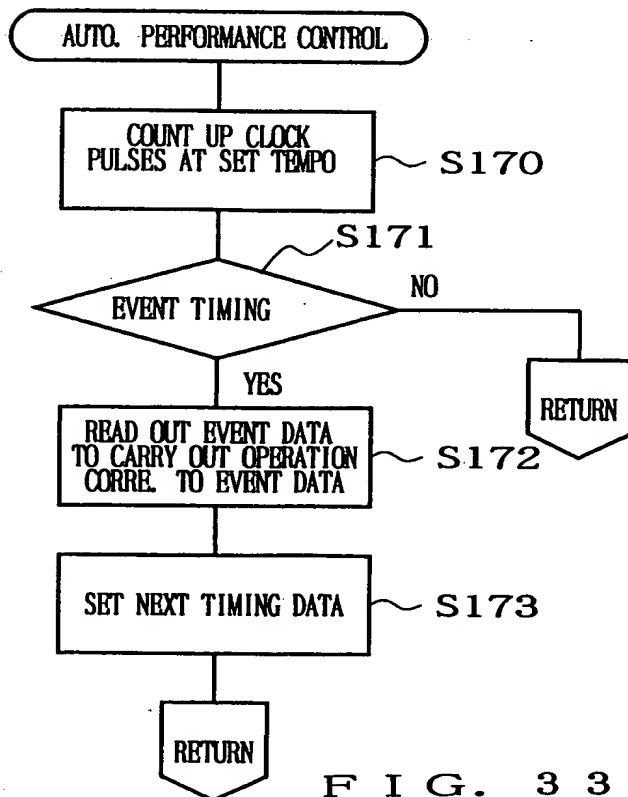 AUTO. PERFORMANCE CONTROL
COUNT UP CLOCK
PULSES AT SET TEMPO
S170
S171
EVENT TIMING
NO
RETURN
YES
READ OUT EVENT DATA
TO CARRY OUT OPERATION
CORRE. TO EVENT DATA
S172
SET NEXT TIMING DATA
S173
RETURN
FIG. 33